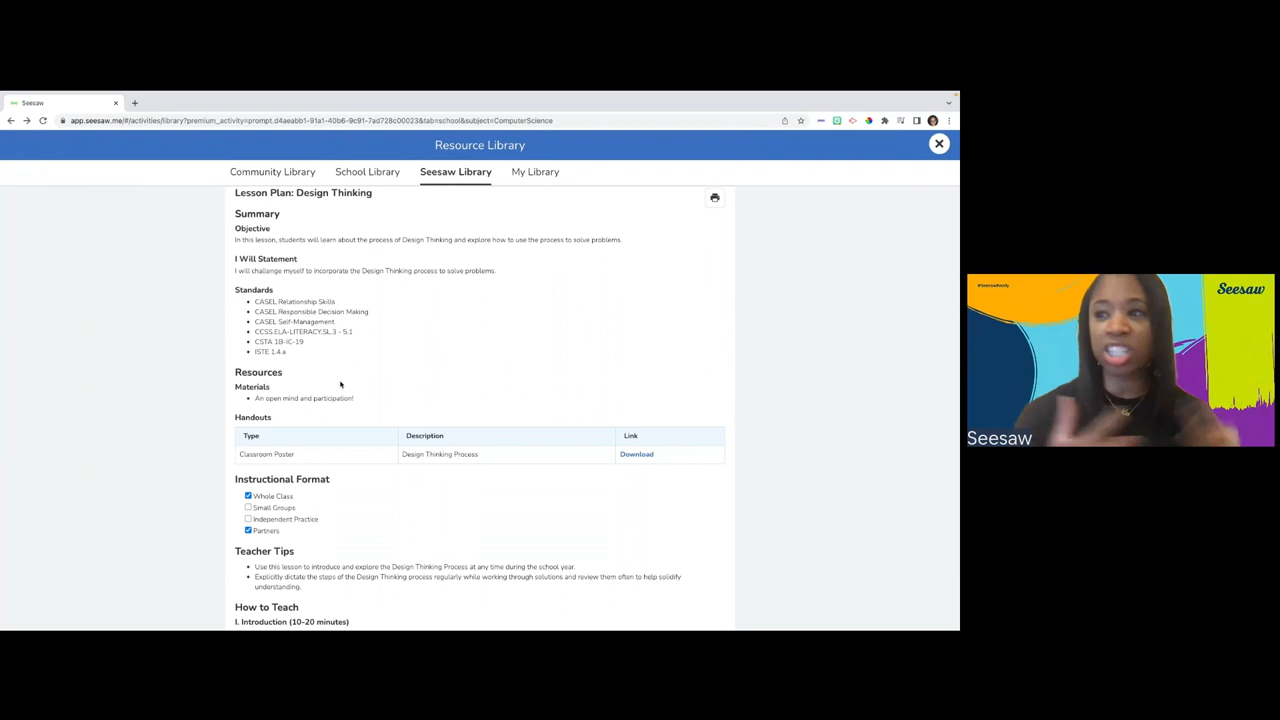 Seesaw
app.seesaw.me/#/activities/library?premium_activity=prompt.d4aeabb1-91a1-40b6-9c91-7ad728c00023&tab=school&subject=ComputerScience
Resource Library
Community Library School Library Seesaw Library My Library
Lesson Plan: Design Thinking
Summary
Objective
In this lesson, students will learn about the process of Design Thinking and explore how to use the process to solve problems.
I Will Statement
I will challenge myself to incorporate the Design Thinking process to solve problems.
Standards
CASEL Relationship Skills
CASEL Responsible Decision Making
CASEL Self-Management
CCSS.ELA-LITERACY.SL.3 - 5.1
CSTA 1B-IC-19
ISTE 1.4.a
Resources
Materials
An open mind and participation!
Handouts
Type Description Link
Classroom Poster Design Thinking Process Download
Instructional Format
Whole Class
Small Groups
Independent Practice
Partners
Teacher Tips
Use this lesson to introduce and explore the Design Thinking Process at any time during the school year.
Explicitly dictate the steps of the Design Thinking process regularly while working through solutions and review them often to help solidify
understanding.
How to Teach
I. Introduction (10-20 minutes)
Seesaw
Seesaw